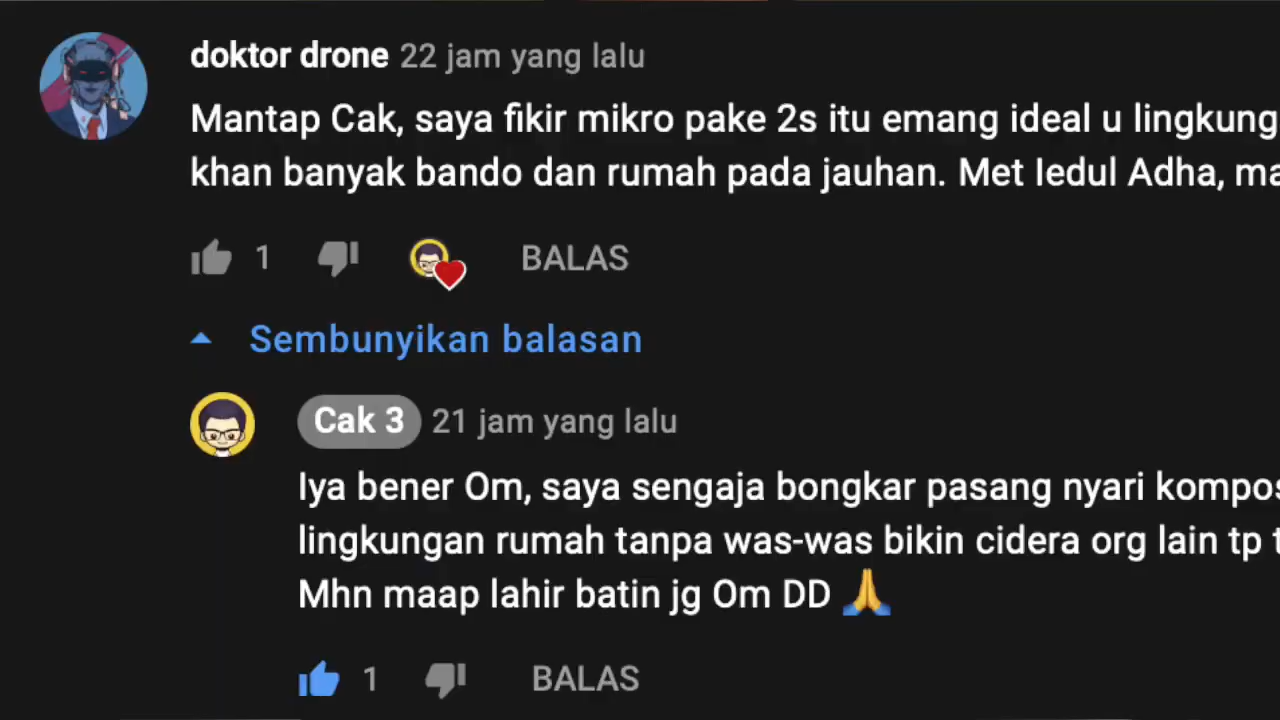 doktor drone 22 jam yang lalu
Mantap Cak, saya fikir mikro pake 2s itu emang ideal u lingkung
khan banyak bando dan rumah pada jauhan. Met Iedul Adha, ma
1 BALAS
Sembunyikan balasan
Cak 3 21 jam yang lalu
Iya bener Om, saya sengaja bongkar pasang nyari kompos
lingkungan rumah tanpa was-was bikin cidera org lain tp t
Mhn maap lahir batin jg Om DD 🙏
1 BALAS